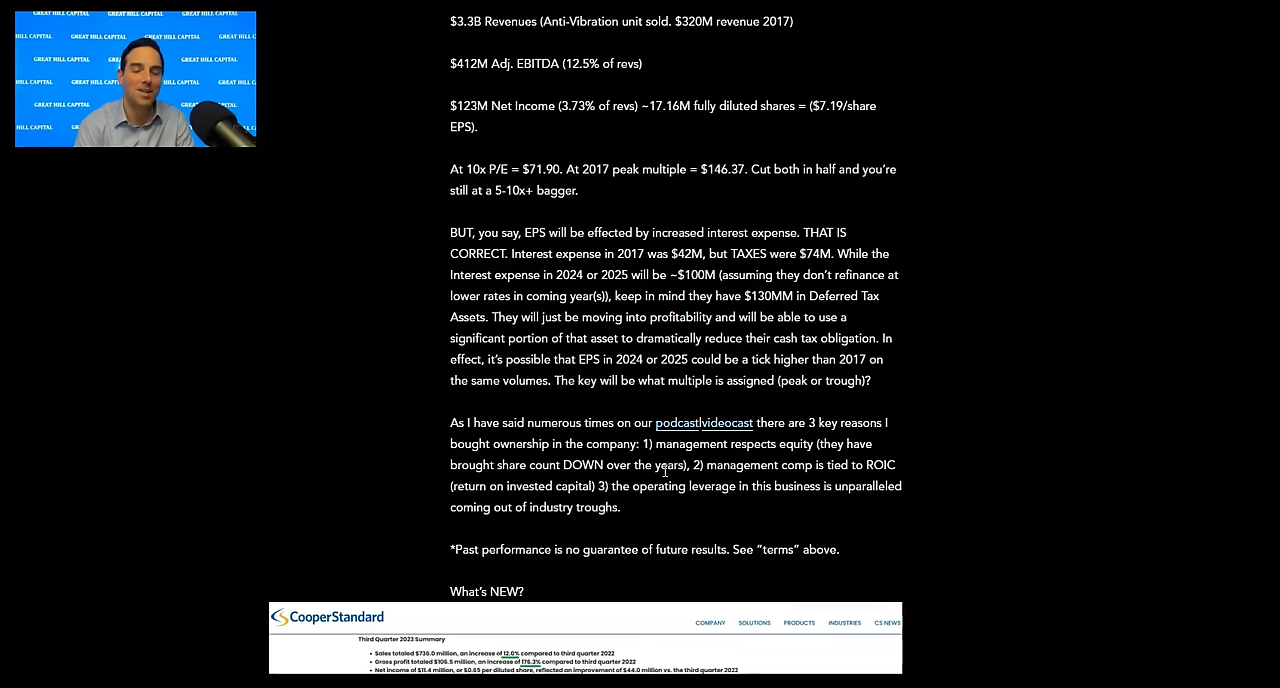 GREAT HILL CAPITAL GREAT HILL CAPITAL GREAT HILL CAPITAL
HILL CAPITAL GREAT HILL CAPITAL GREAT HILL
GREAT HILL CAPITAL GREAT HILL CAPITAL
HILL CAPITAL GREAT HILL CAPITAL HILL CAPITAL GREAT HILL C
GREAT HILL CAPITAL GREAT HILL CAPITAL
HILL CAPITAL GREAT HILL C
$3.3B Revenues (Anti-Vibration unit sold. $320M revenue 2017)
$412M Adj. EBITDA (12.5% of revs)
$123M Net Income (3.73% of revs) ~17.16M fully diluted shares = ($7.19/share
EPS).
At 10x P/E = $71.90. At 2017 peak multiple = $146.37. Cut both in half and you’re
still at a 5-10x+ bagger.
BUT, you say, EPS will be effected by increased interest expense. THAT IS
CORRECT. Interest expense in 2017 was $42M, but TAXES were $74M. While the
Interest expense in 2024 or 2025 will be ~$100M (assuming they don’t refinance at
lower rates in coming year(s)), keep in mind they have $130MM in Deferred Tax
Assets. They will just be moving into profitability and will be able to use a
significant portion of that asset to dramatically reduce their cash tax obligation. In
effect, it’s possible that EPS in 2024 or 2025 could be a tick higher than 2017 on
the same volumes. The key will be what multiple is assigned (peak or trough)?
As I have said numerous times on our podcast|videocast there are 3 key reasons I
bought ownership in the company: 1) management respects equity (they have
brought share count DOWN over the years), 2) management comp is tied to ROIC
(return on invested capital) 3) the operating leverage in this business is unparalleled
coming out of industry troughs.
*Past performance is no guarantee of future results. See “terms” above.
What’s NEW?
CooperStandard
COMPANY SOLUTIONS PRODUCTS INDUSTRIES CS NEWS
Third Quarter 2023 Summary
• Sales totaled $736.0 million, an increase of 12.0% compared to third quarter 2022
• Gross profit totaled $106.5 million, an increase of 176.3% compared to third quarter 2022
• Net income of $11.4 million, or $0.65 per diluted share, reflected an improvement of $44.0 million vs. the third quarter 2022